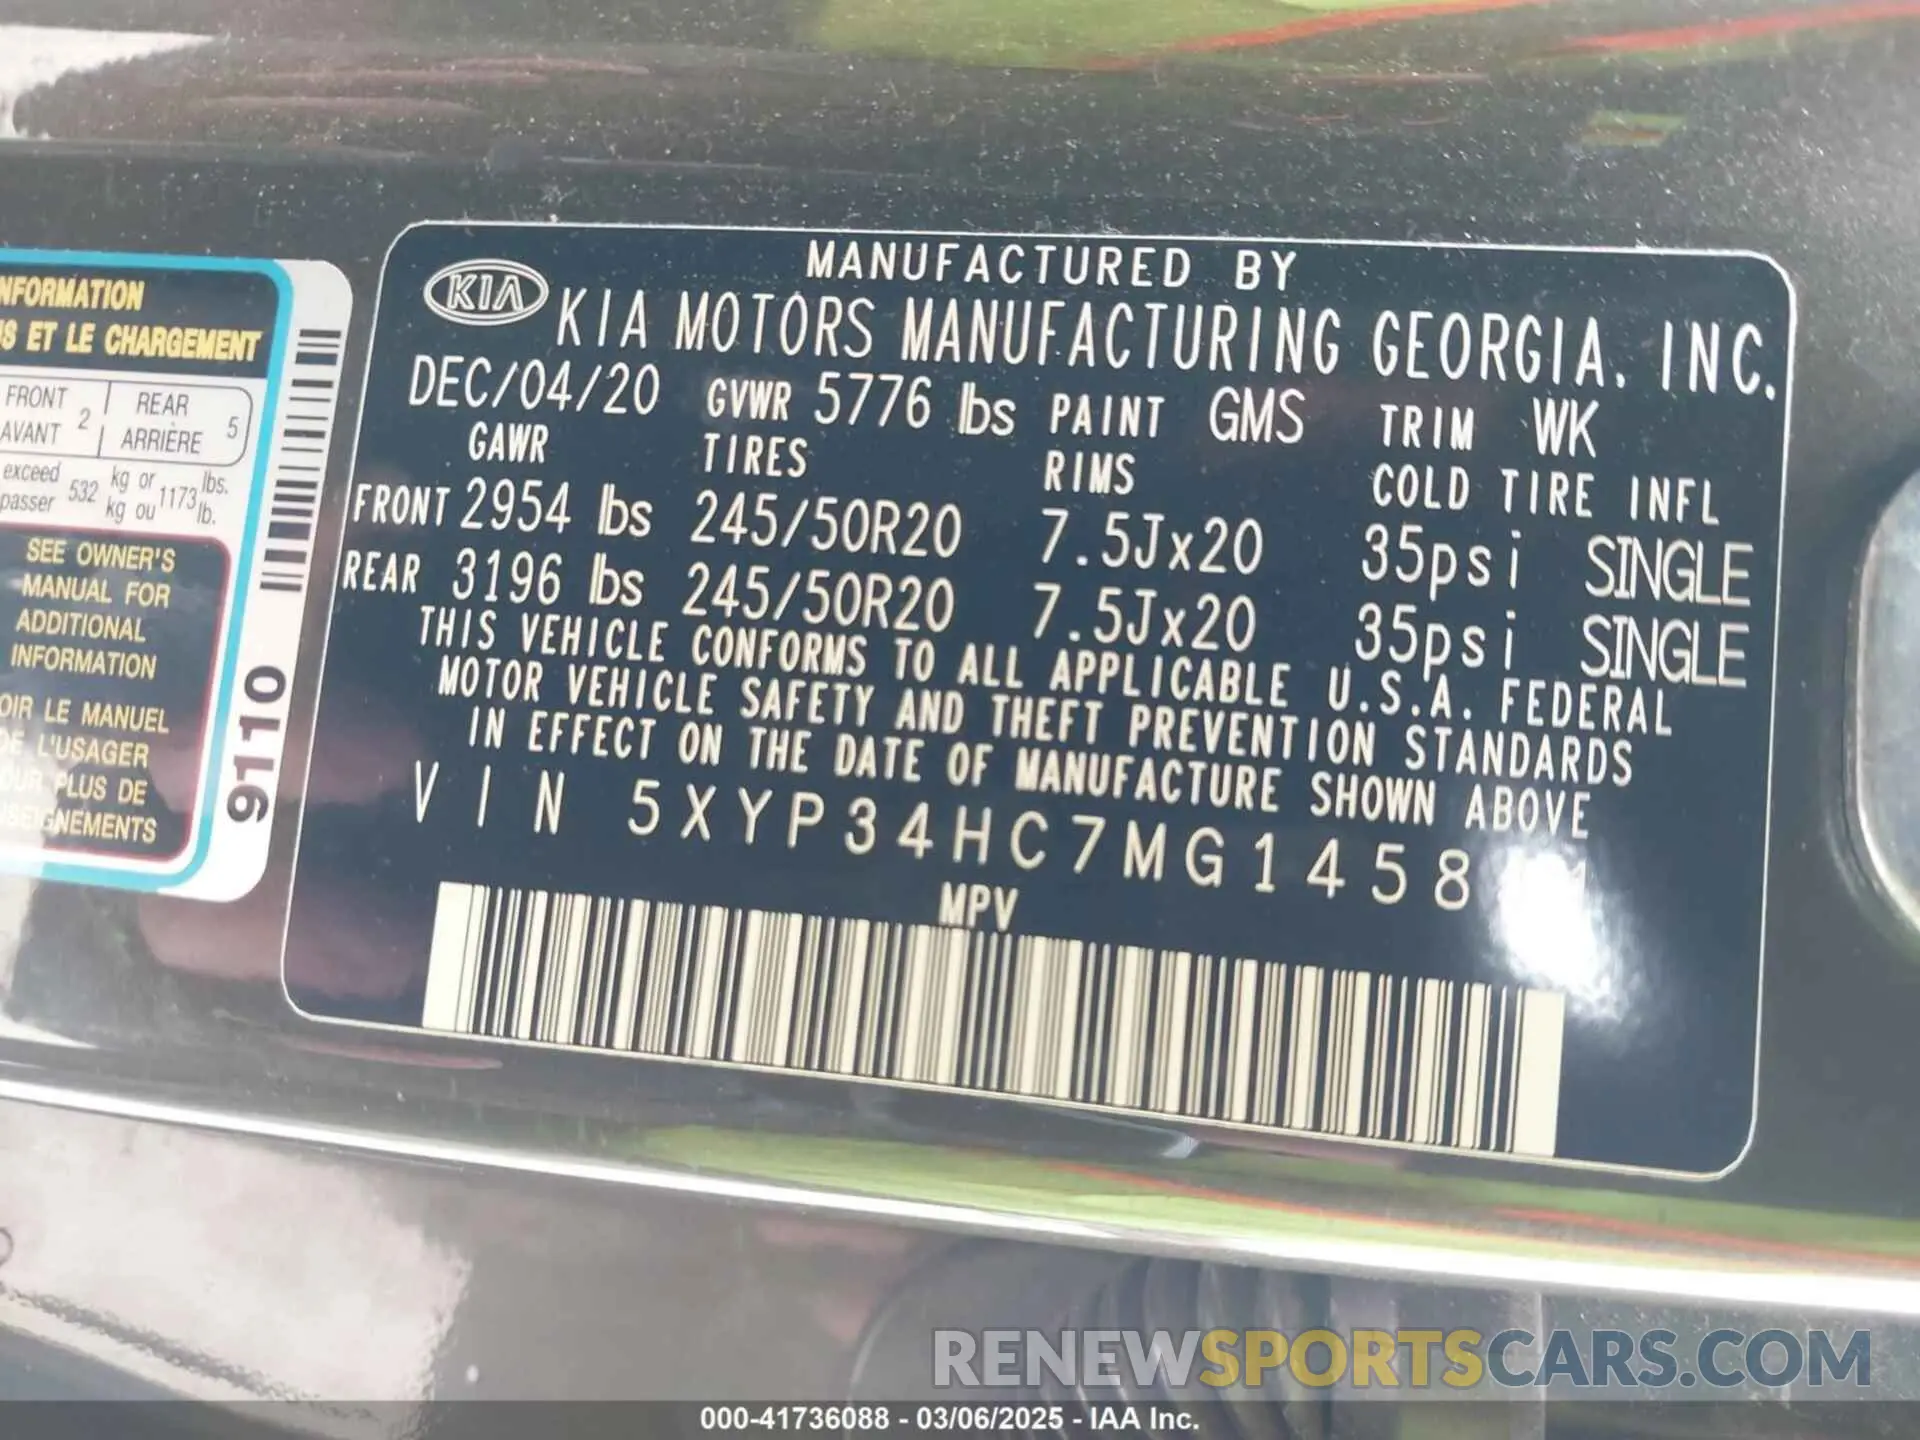 NFORMATION
S ET LE CHARGEMENT
FRONT 2 REAR 5
AVANT ARRIÈRE
exceed 532 kg or 1173 lbs.
passer kg ou lb.
SEE OWNER'S
MANUAL FOR
ADDITIONAL
INFORMATION
OIR LE MANUEL
DE L'USAGER
OUR PLUS DE
SEIGNEMENTS
9110
MANUFACTURED BY
KIA KIA MOTORS MANUFACTURING GEORGIA, INC.
DEC/04/20 GVWR 5776 lbs PAINT GMS TRIM WK
GAWR TIRES RIMS COLD TIRE INFL
FRONT 2954 lbs 245/50R20 7.5Jx20 35psi SINGLE
REAR 3196 lbs 245/50R20 7.5Jx20 35psi SINGLE
THIS VEHICLE CONFORMS TO ALL APPLICABLE U.S.A. FEDERAL
MOTOR VEHICLE SAFETY AND THEFT PREVENTION STANDARDS
IN EFFECT ON THE DATE OF MANUFACTURE SHOWN ABOVE
VIN 5XYP34HC7MG1458
MPV
RENEWSPORTSCARS.COM
000-41736088 - 03/06/2025 - IAA Inc.